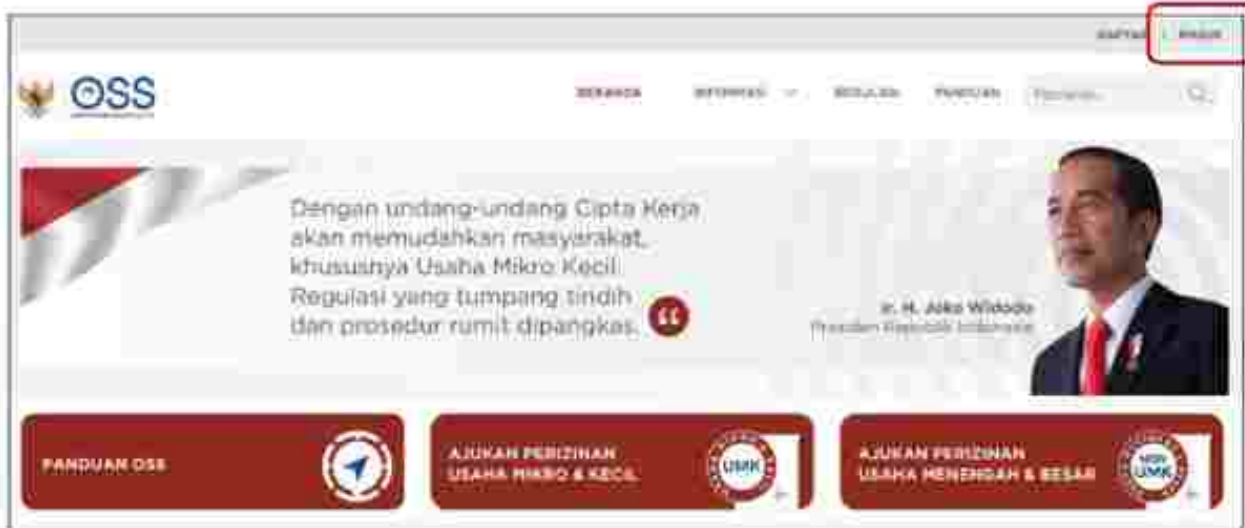 DAFTAR | MASUK
OSS
BERANDA INFORMASI REGULASI PANDUAN Pencarian...
Dengan undang-undang Cipta Kerja
akan memudahkan masyarakat,
khususnya Usaha Mikro Kecil.
Regulasi yang tumpang tindih
dan prosedur rumit dipangkas.
Ir. H. Joko Widodo
Presiden Republik Indonesia
PANDUAN OSS
AJUKAN PERIZINAN
USAHA MIKRO & KECIL
UMK
AJUKAN PERIZINAN
USAHA MENENGAH & BESAR
NON
UMK